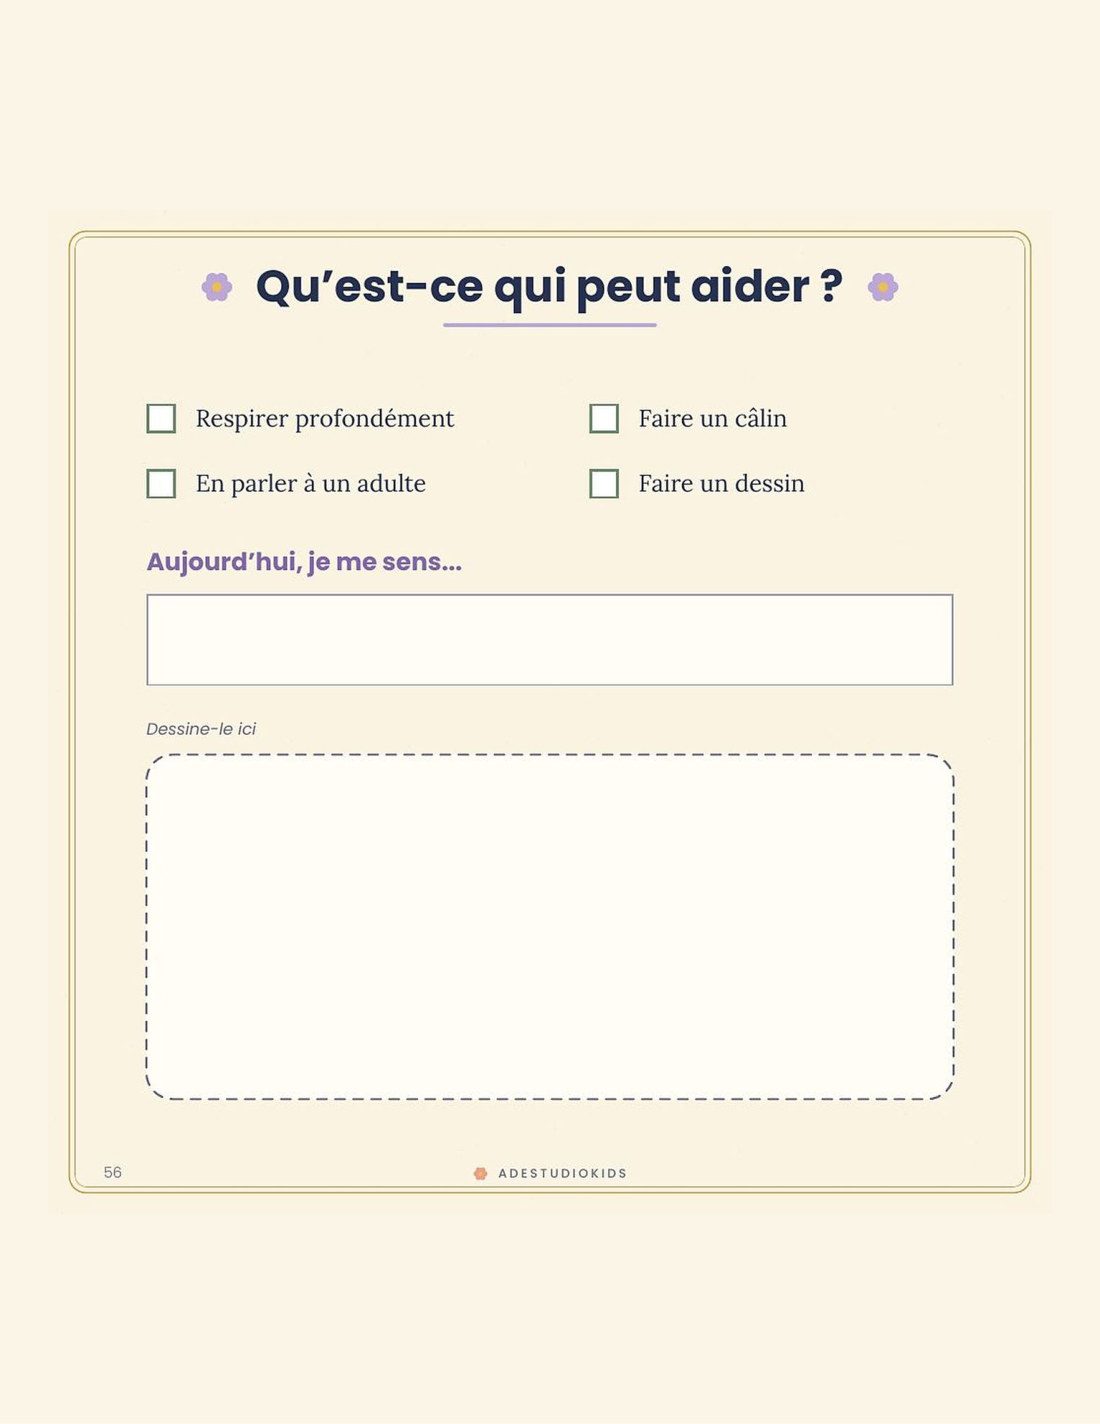 Qu’est-ce qui peut aider ?
Respirer profondément
Faire un câlin
En parler à un adulte
Faire un dessin
Aujourd’hui, je me sens...
Dessine-le ici
56
ADESTUDIOKIDS